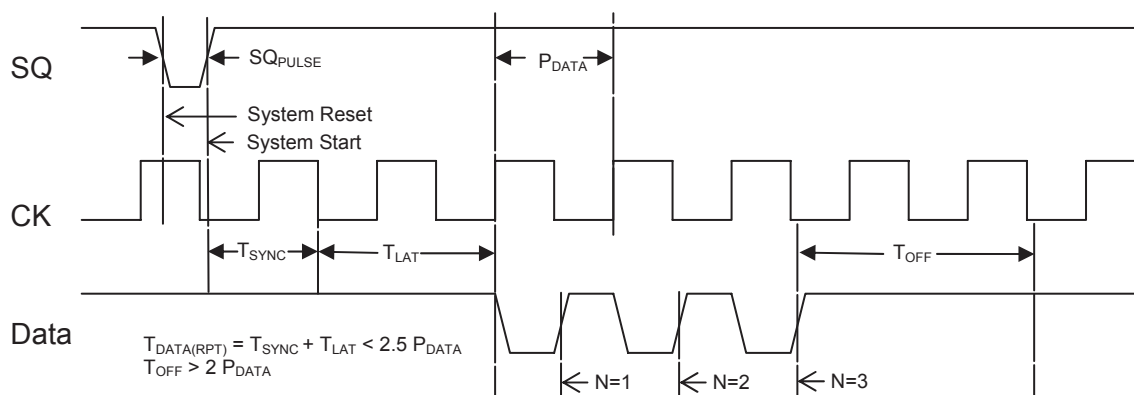 SQ
SQPULSE
PDATA
System Reset
System Start
CK
TSYNC
TLAT
TOFF
Data
TDATA(RPT) = TSYNC + TLAT < 2.5 PDATA
TOFF > 2 PDATA
N=1
N=2
N=3